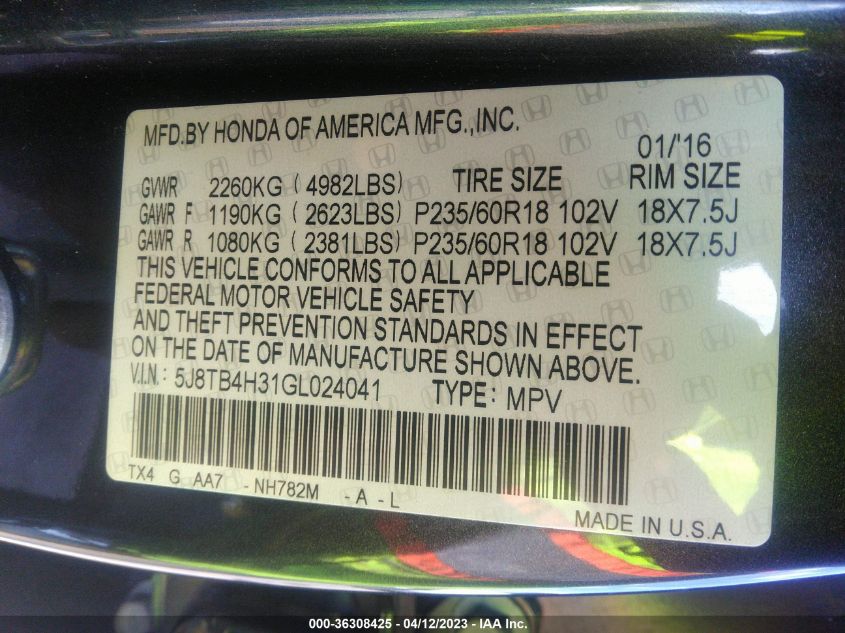 MFD.BY HONDA OF AMERICA MFG.,INC.
01/'16
GVWR 2260KG ( 4982LBS) TIRE SIZE RIM SIZE
GAWR F 1190KG ( 2623LBS) P235/60R18 102V 18X7.5J
GAWR R 1080KG ( 2381LBS) P235/60R18 102V 18X7.5J
THIS VEHICLE CONFORMS TO ALL APPLICABLE
FEDERAL MOTOR VEHICLE SAFETY
AND THEFT PREVENTION STANDARDS IN EFFECT
ON THE DATE OF MANUFACTURE SHOWN ABOVE.
V.I.N: 5J8TB4H31GL024041 TYPE: MPV
TX4 G AA7 - NH782M - A - L
MADE IN U.S.A.
000-36308425 - 04/12/2023 - IAA Inc.